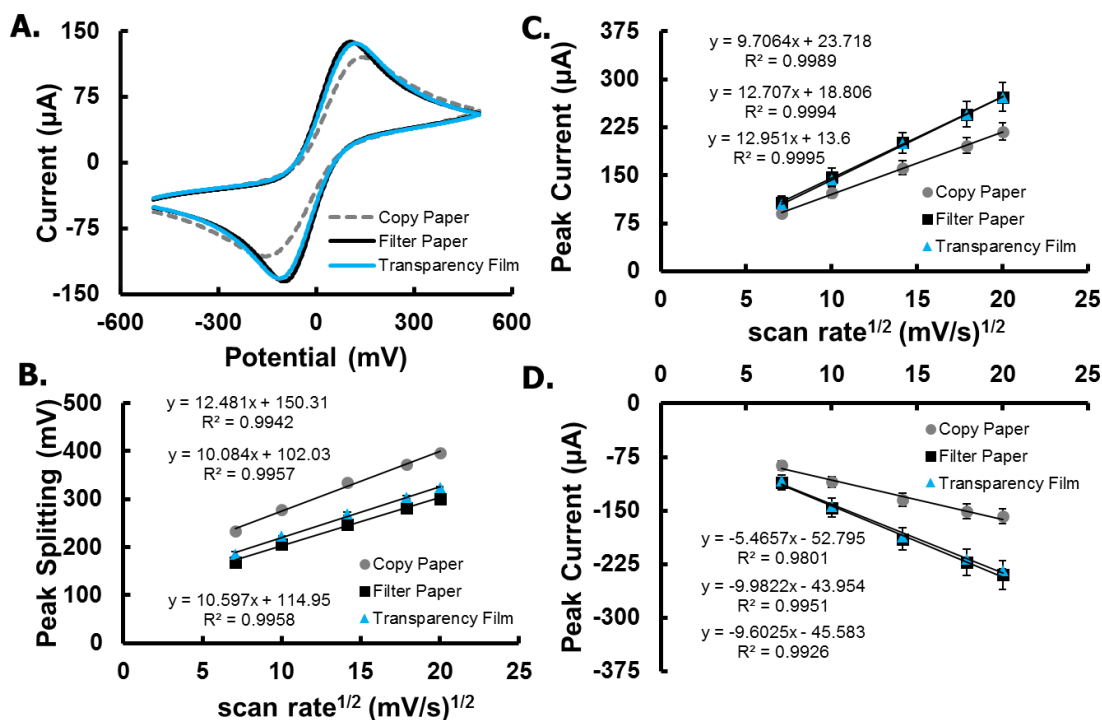 A.
150
75
0
-75
-150
Current (µA)
-600
-300
0
300
600
Potential (mV)
Copy Paper
Filter Paper
Transparency Film
B.
500
400
300
200
100
0
Peak Splitting (mV)
y = 12.481x + 150.31
R² = 0.9942
y = 10.084x + 102.03
R² = 0.9957
y = 10.597x + 114.95
R² = 0.9958
Copy Paper
Filter Paper
Transparency Film
0
5
10
15
20
25
scan rate^1/2 (mV/s)^1/2
C.
375
300
225
150
75
0
Peak Current (µA)
y = 9.7064x + 23.718
R² = 0.9989
y = 12.707x + 18.806
R² = 0.9994
y = 12.951x + 13.6
R² = 0.9995
Copy Paper
Filter Paper
Transparency Film
0
5
10
15
20
25
scan rate^1/2 (mV/s)^1/2
D.
0
5
10
15
20
25
0
-75
-150
-225
-300
-375
Peak Current (µA)
Copy Paper
Filter Paper
Transparency Film
y = -5.4657x - 52.795
R² = 0.9801
y = -9.9822x - 43.954
R² = 0.9951
y = -9.6025x - 45.583
R² = 0.9926